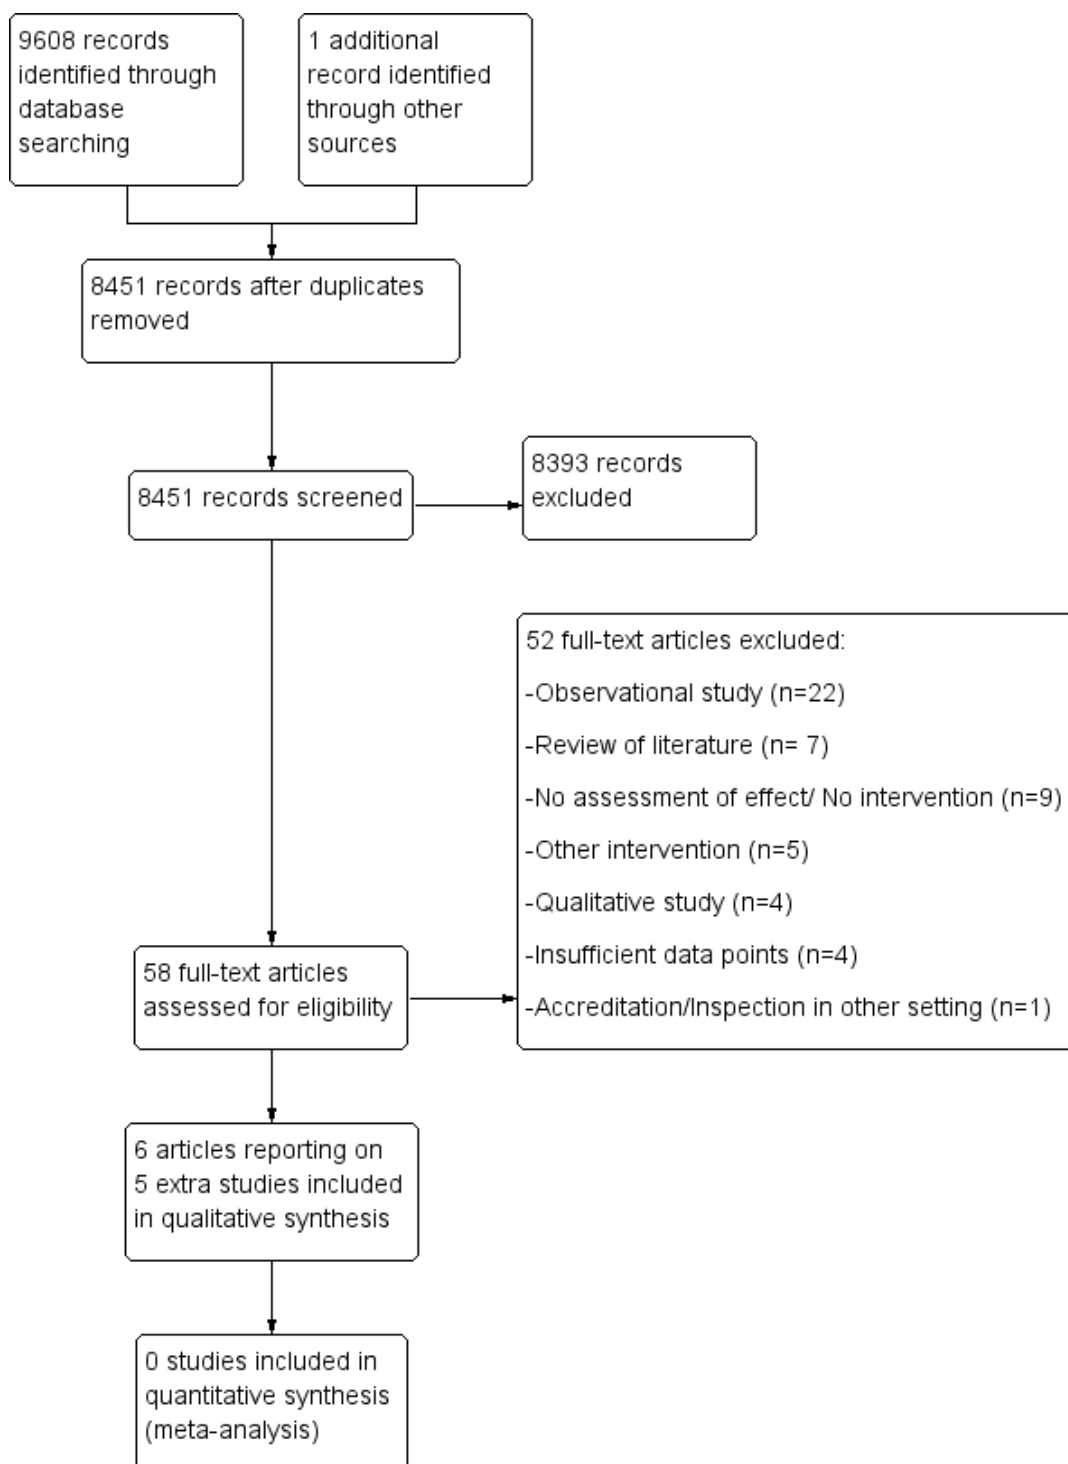 9608 records
identified through
database
searching
1 additional
record identified
through other
sources
8451 records after duplicates
removed
8451 records screened
8393 records
excluded
52 full-text articles excluded:
-Observational study (n=22)
-Review of literature (n= 7)
-No assessment of effect/ No intervention (n=9)
-Other intervention (n=5)
-Qualitative study (n=4)
-Insufficient data points (n=4)
-Accreditation/Inspection in other setting (n=1)
58 full-text articles
assessed for eligibility
6 articles reporting on
5 extra studies included
in qualitative synthesis
0 studies included in
quantitative synthesis
(meta-analysis)